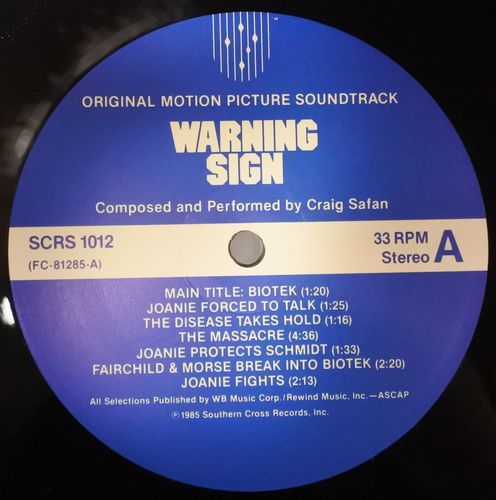 ORIGINAL MOTION PICTURE SOUNDTRACK
WARNING
SIGN
Composed and Performed by Craig Safan
SCRS 1012
(FC-81285-A)
33 RPM
Stereo
A
MAIN TITLE: BIOTEK (1:20)
JOANIE FORCED TO TALK (1:25)
THE DISEASE TAKES HOLD (1:16)
THE MASSACRE (4:36)
JOANIE PROTECTS SCHMIDT (1:33)
FAIRCHILD & MORSE BREAK INTO BIOTEK (2:20)
JOANIE FIGHTS (2:13)
All Selections Published by WB Music Corp./Rewind Music, Inc.—ASCAP
℗ 1985 Southern Cross Records, Inc.